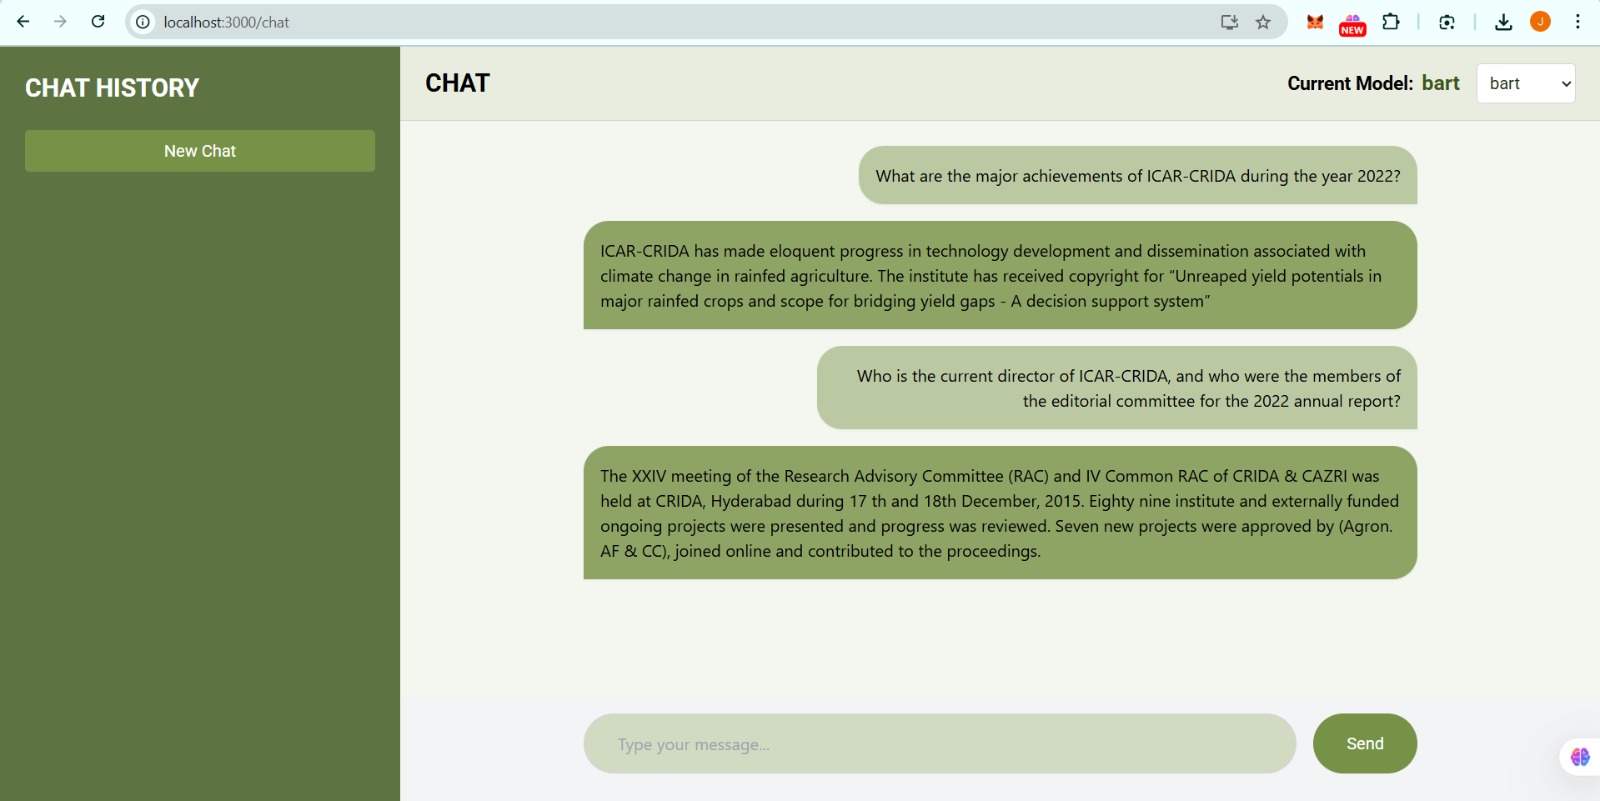 localhost:3000/chat
NEW
J
CHAT HISTORY
New Chat
CHAT
Current Model: bart
bart
What are the major achievements of ICAR-CRIDA during the year 2022?
ICAR-CRIDA has made eloquent progress in technology development and dissemination associated with
climate change in rainfed agriculture. The institute has received copyright for “Unreaped yield potentials in
major rainfed crops and scope for bridging yield gaps - A decision support system”
Who is the current director of ICAR-CRIDA, and who were the members of
the editorial committee for the 2022 annual report?
The XXIV meeting of the Research Advisory Committee (RAC) and IV Common RAC of CRIDA & CAZRI was
held at CRIDA, Hyderabad during 17 th and 18th December, 2015. Eighty nine institute and externally funded
ongoing projects were presented and progress was reviewed. Seven new projects were approved by (Agron.
AF & CC), joined online and contributed to the proceedings.
Type your message...
Send